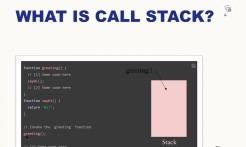 WHAT IS CALL STACK?
function greeting() {
// [1] Some code here
sayHi();
// [2] Some code here
}
function sayHi() {
return "Hi!";
}
// Invoke the `greeting` function
greeting();
greeting()
Stack